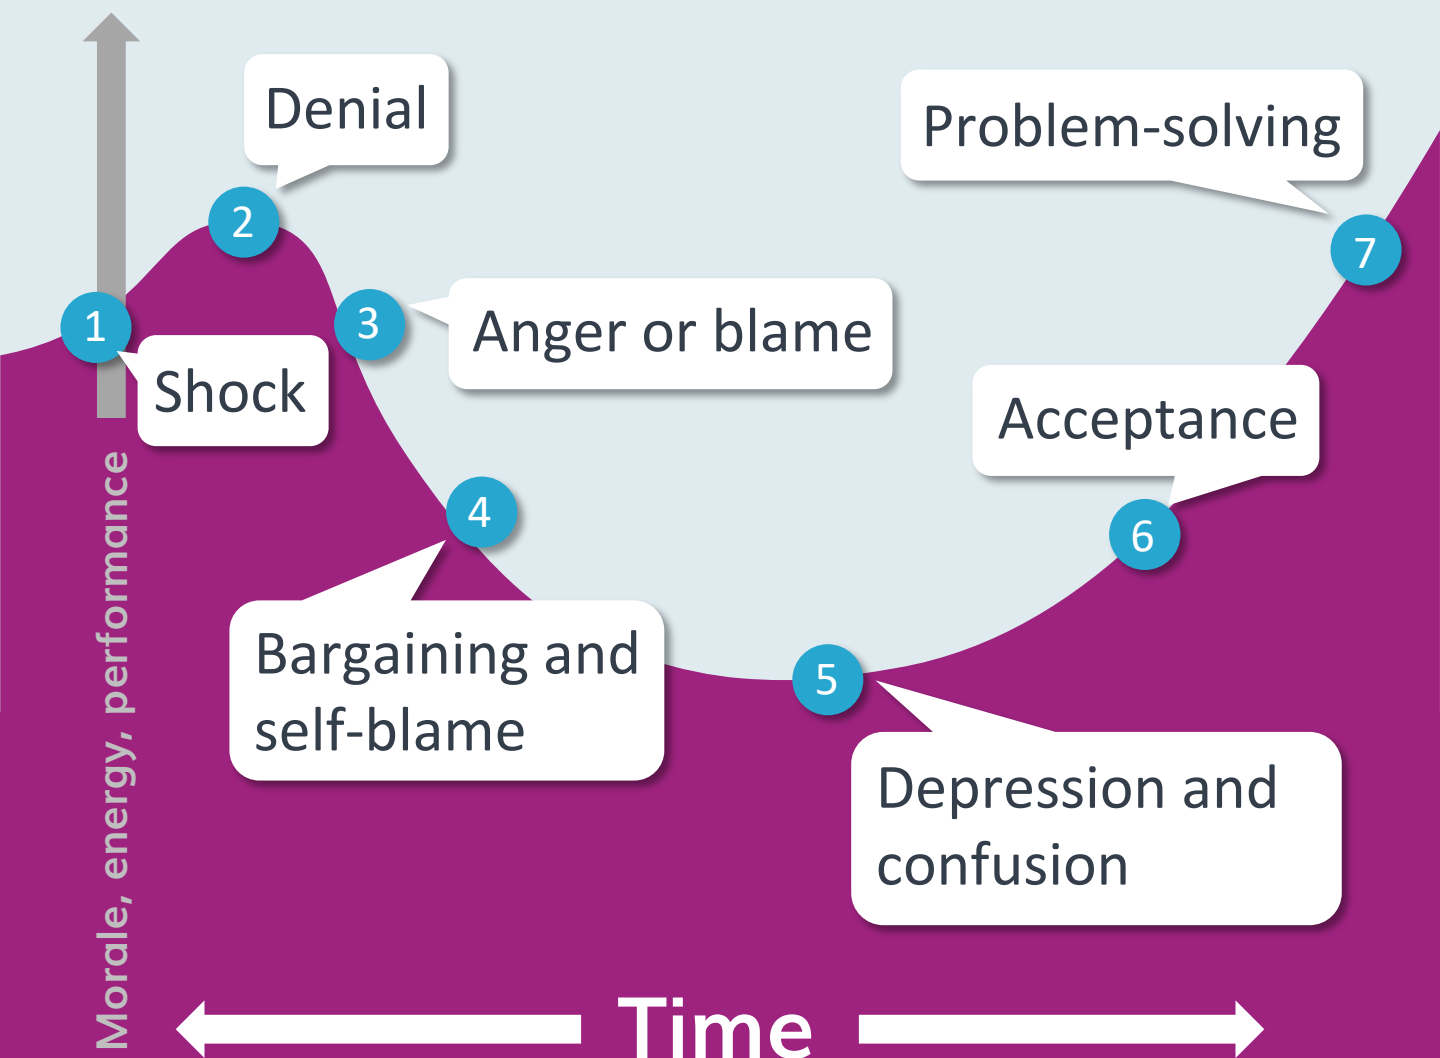 Denial
Problem-solving
2
7
1
3
Anger or blame
Shock
Acceptance
4
6
Bargaining and
self-blame
5
Depression and
confusion
Morale, energy, performance
Time